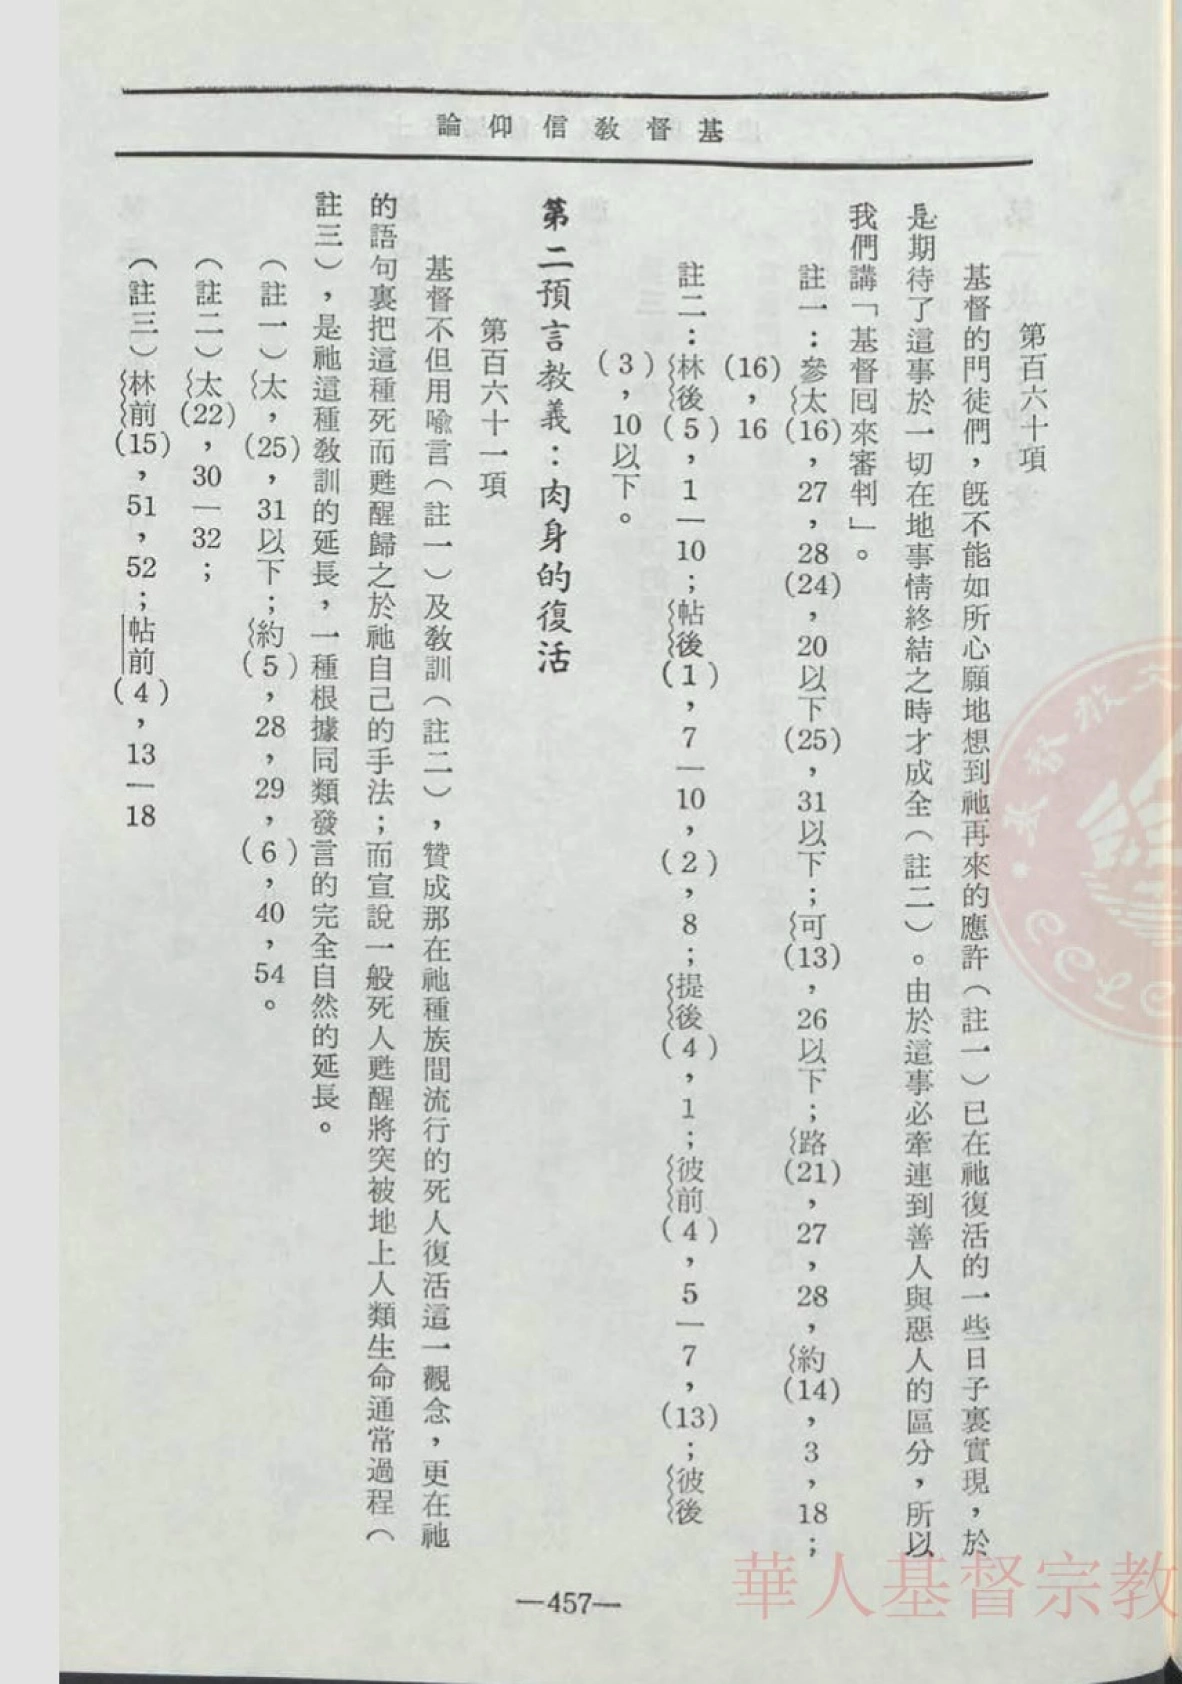 基督教信仰論
第百六十項
基督的門徒們，旣不能如所心願地想到祂再來的應許（註一）已在祂復活的一些日子裏實現，於
是期待了這事於一切在地事情終結之時才成全（註二）。由於這事必牽連到善人與惡人的區分，所以
我們講「基督囘來審判」。
註一：參太(16)，27，28(24)，20以下(25)，31以下；可(13)，26以下；路(21)，27，28，約(14)，3，18；
(16)，16
註二：林後(5)，1—10；帖後(1)，7—10，(2)，8；提後(4)，1；彼前(4)，5—7，(13)；彼後
(3)，10以下。
第二預言教義：肉身的復活
第百六十一項
基督不但用喩言（註一）及教訓（註二），贊成那在祂種族間流行的死人復活這一觀念，更在祂
的語句裏把這種死而甦醒歸之於祂自己的手法；而宣說一般死人甦醒將突被地上人類生命通常過程（
註三），是祂這種教訓的延長，一種根據同類發言的完全自然的延長。
（註一）太，(25)，31以下；約(5)，28，29，(6)，40，54。
（註二）太(22)，30—32；
（註三）林前(15)，51，52；帖前(4)，13—18
—457—
華人基督宗教